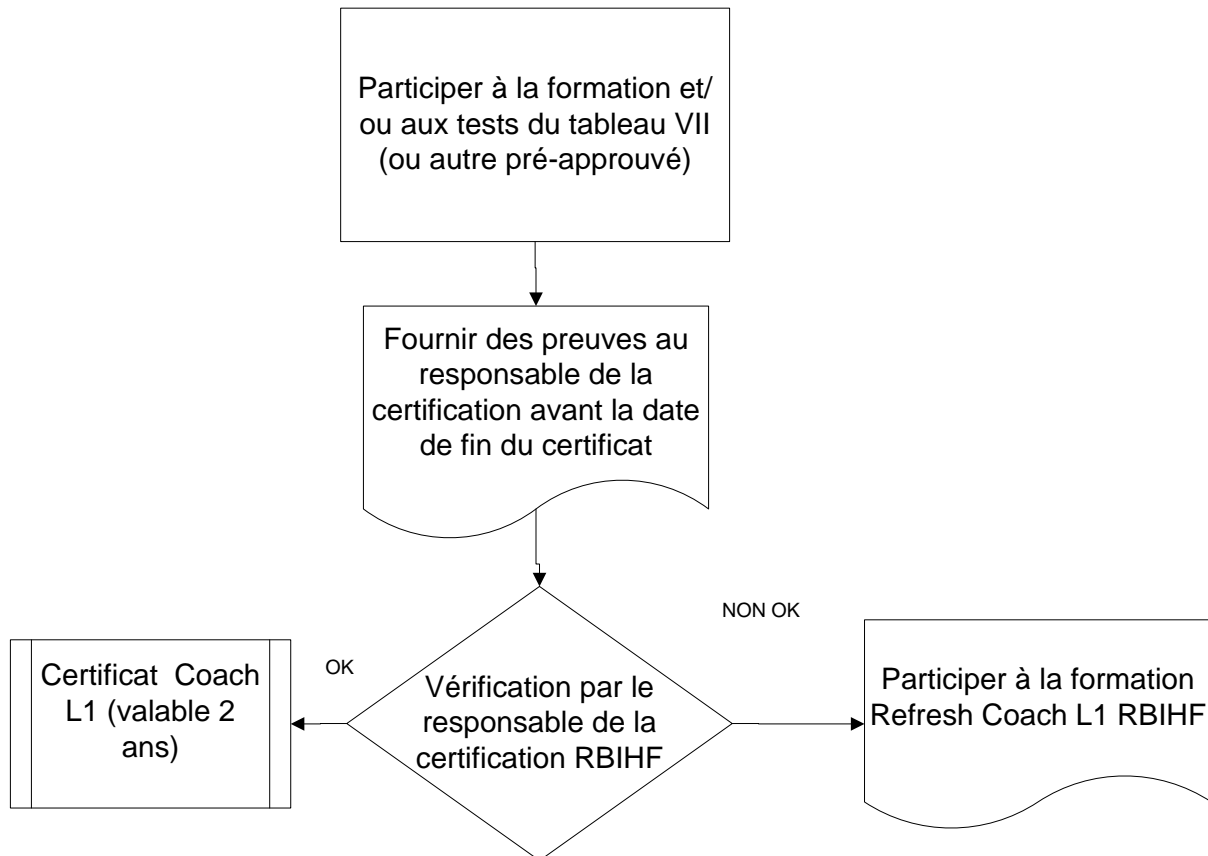 Participer à la formation et/
ou aux tests du tableau VII
(ou autre pré-approuvé)
Fournir des preuves au
responsable de la
certification avant la date
de fin du certificat
NON OK
OK
Certificat Coach
L1 (valable 2
ans)
Vérification par le
responsable de la
certification RBIHF
Participer à la formation
Refresh Coach L1 RBIHF